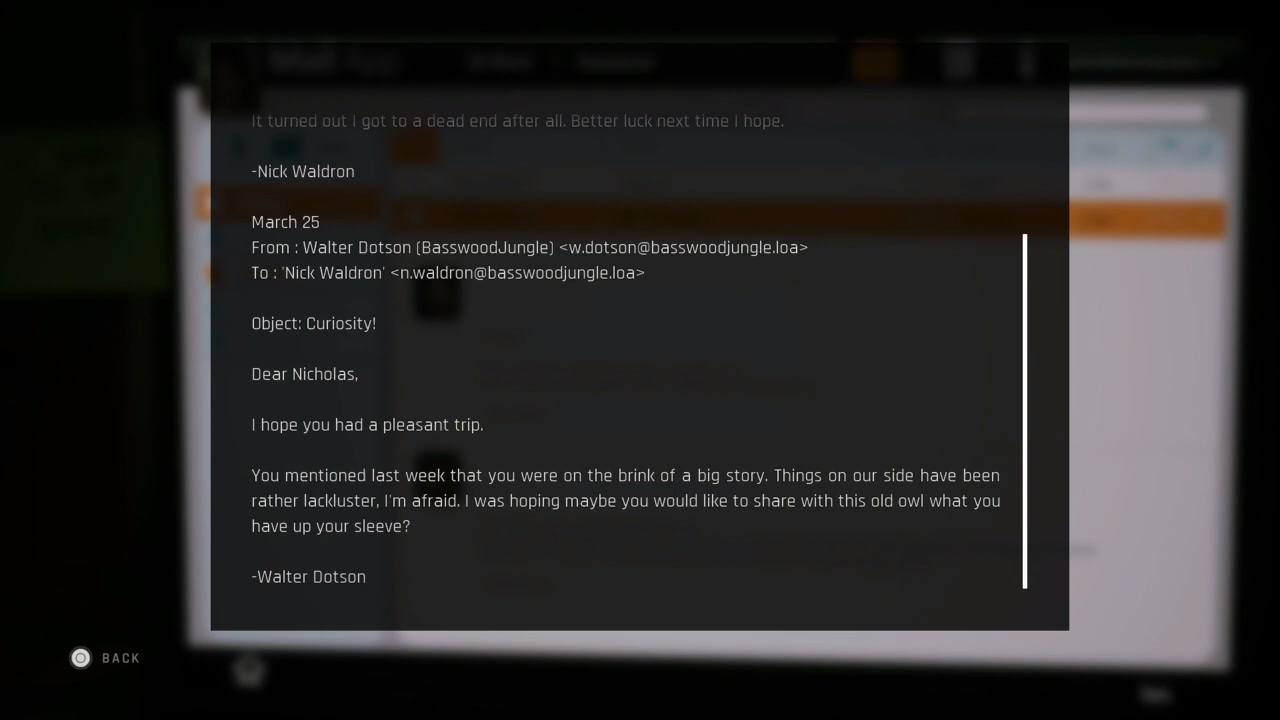 It turned out I got to a dead end after all. Better luck next time I hope.
-Nick Waldron
March 25
From : Walter Dotson (BasswoodJungle) <w.dotson@basswoodjungle.loa>
To : 'Nick Waldron' <n.waldron@basswoodjungle.loa>
Object: Curiosity!
Dear Nicholas,
I hope you had a pleasant trip.
You mentioned last week that you were on the brink of a big story. Things on our side have been
rather lackluster, I'm afraid. I was hoping maybe you would like to share with this old owl what you
have up your sleeve?
-Walter Dotson
BACK